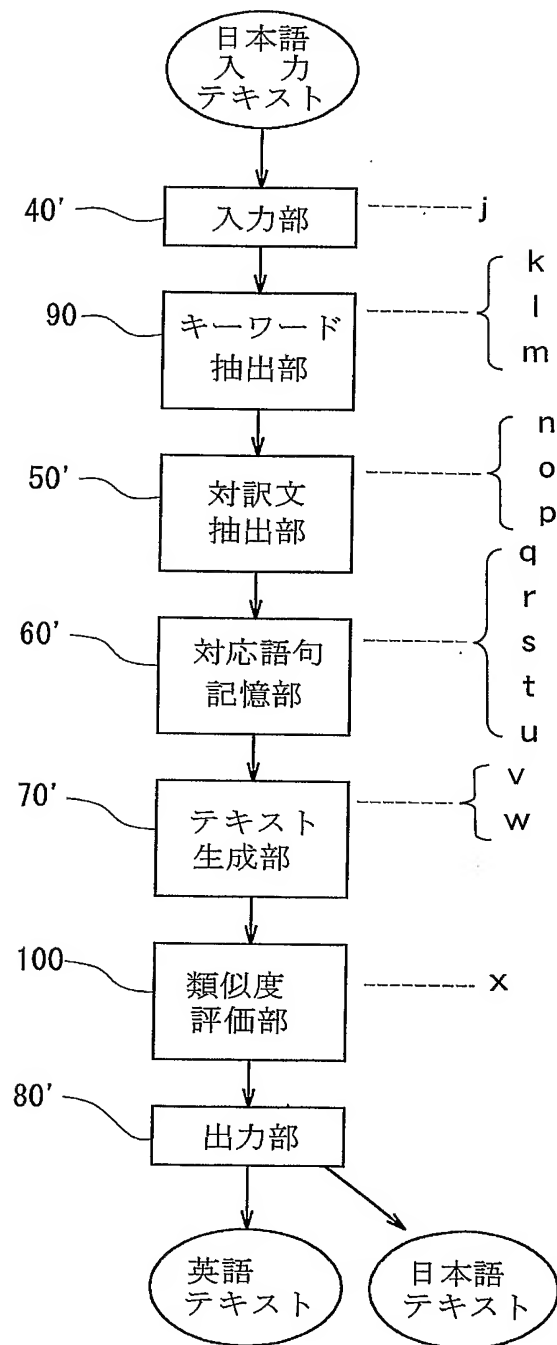 日本語
入 力
テキスト
40'
入力部
j
90
キーワード
抽出部
k
l
m
50'
対訳文
抽出部
n
o
p
60'
対応語句
記憶部
q
r
s
t
u
70'
テキスト
生成部
v
w
100
類似度
評価部
x
80'
出力部
英語
テキスト
日本語
テキスト